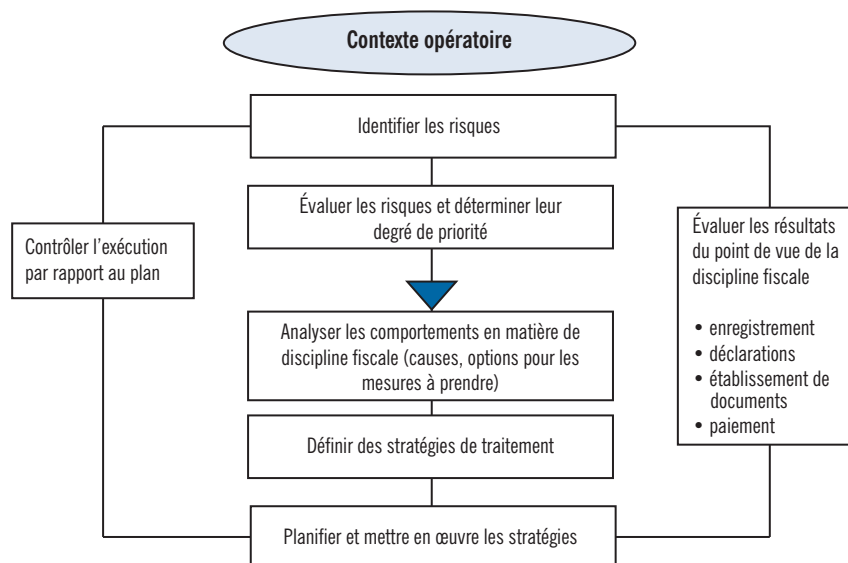 Contexte opératoire
Identifier les risques
Évaluer les risques et déterminer leur
degré de priorité
Contrôler l'exécution
par rapport au plan
Évaluer les résultats
du point de vue de la
discipline fiscale
• enregistrement
• déclarations
• établissement de
documents
• paiement
Analyser les comportements en matière de
discipline fiscale (causes, options pour les
mesures à prendre)
Définir des stratégies de traitement
Planifier et mettre en œuvre les stratégies